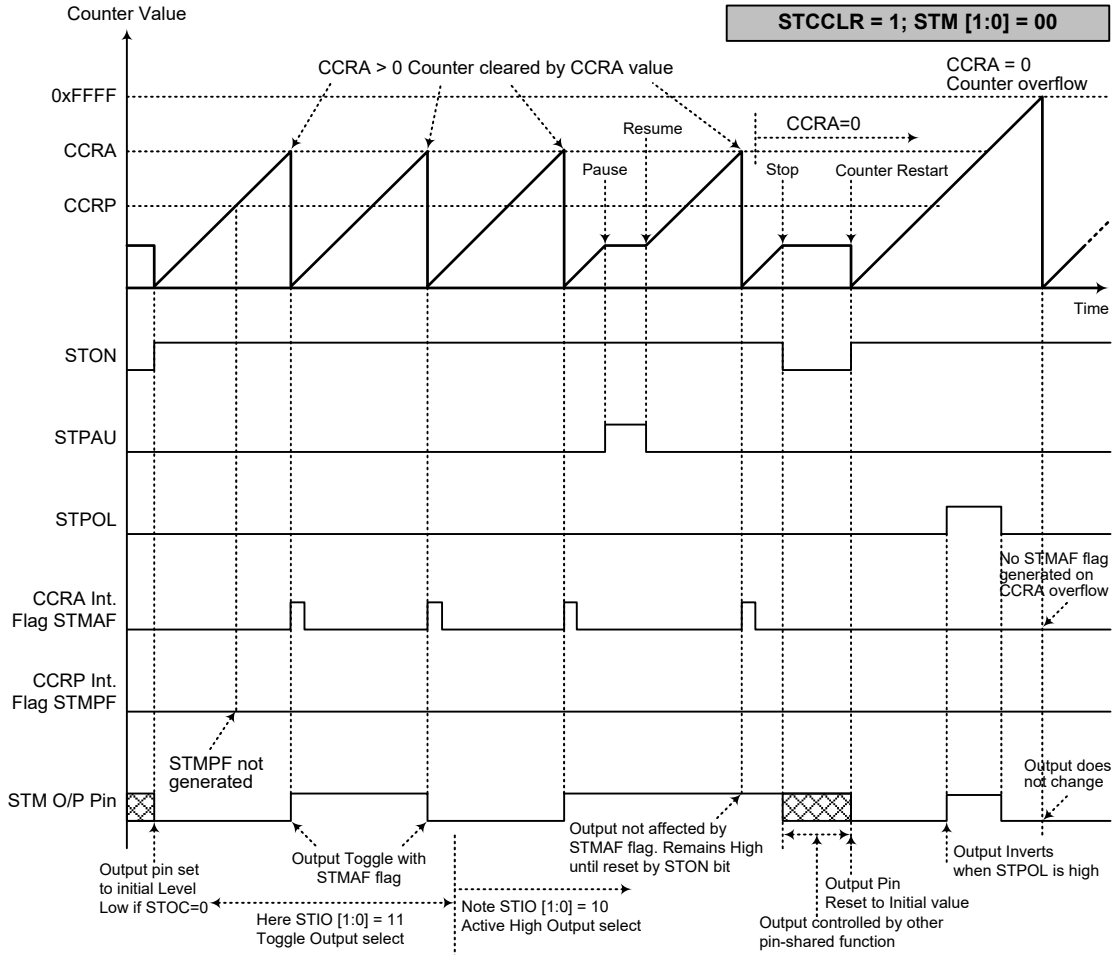 Counter Value
STCCLR = 1; STM [1:0] = 00
CCRA = 0
Counter overflow
CCRA > 0 Counter cleared by CCRA value
0xFFFF
Resume
CCRA=0
CCRA
Pause
Stop
Counter Restart
CCRP
Time
STON
STPAU
STPOL
No STMAF flag
generated on
CCRA overflow
CCRA Int.
Flag STMAF
CCRP Int.
Flag STMPF
STMPF not
generated
STM O/P Pin
Output does
not change
Output pin set
to initial Level
Low if STOC=0
Output Toggle with
STMAF flag
Output not affected by
STMAF flag. Remains High
until reset by STON bit
Output Inverts
when STPOL is high
Output Pin
Reset to Initial value
Here STIO [1:0] = 11
Toggle Output select
Note STIO [1:0] = 10
Active High Output select
Output controlled by other
pin-shared function